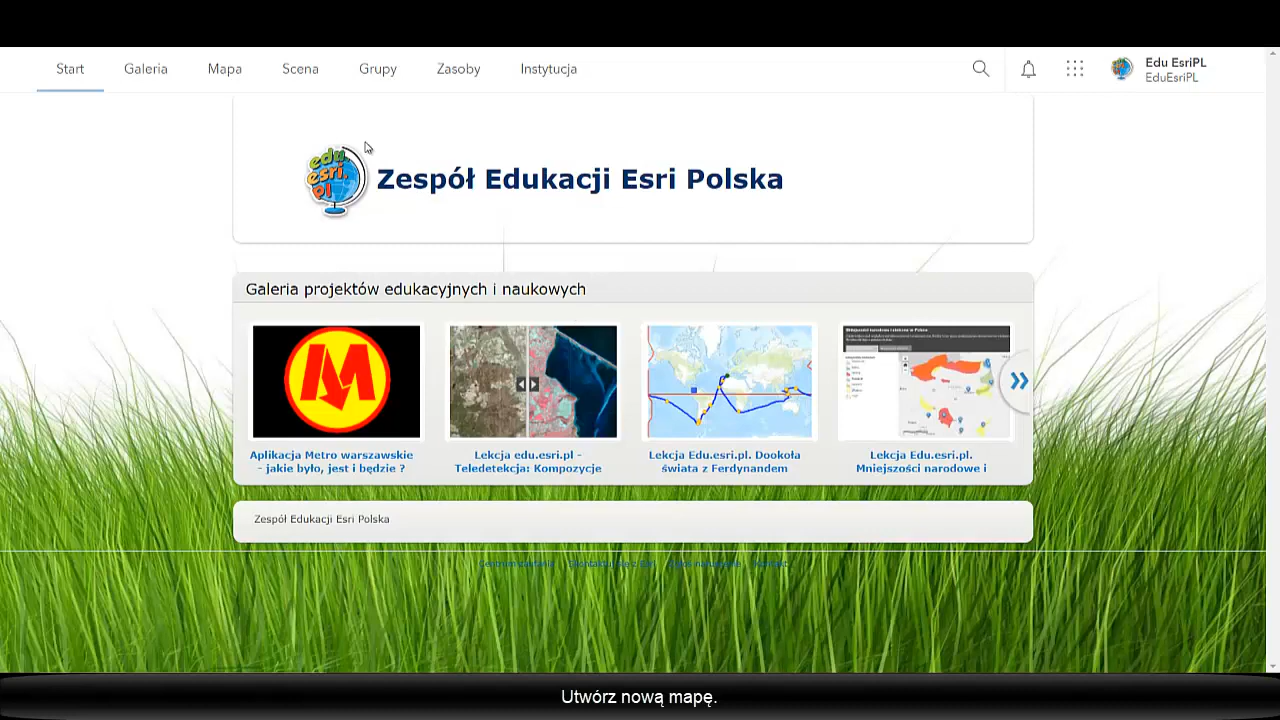 Start Galeria Mapa Scena Grupy Zasoby Instytucja
Edu EsriPL
EduEsriPL
edu.
esri.
pl
Zespół Edukacji Esri Polska
Galeria projektów edukacyjnych i naukowych
Aplikacja Metro warszawskie
- jakie było, jest i będzie ?
Lekcja edu.esri.pl -
Teledetekcja: Kompozycje
Lekcja Edu.esri.pl. Dookoła
świata z Ferdynandem
Lekcja Edu.esri.pl.
Mniejszości narodowe i
Zespół Edukacji Esri Polska
Utwórz nową mapę.